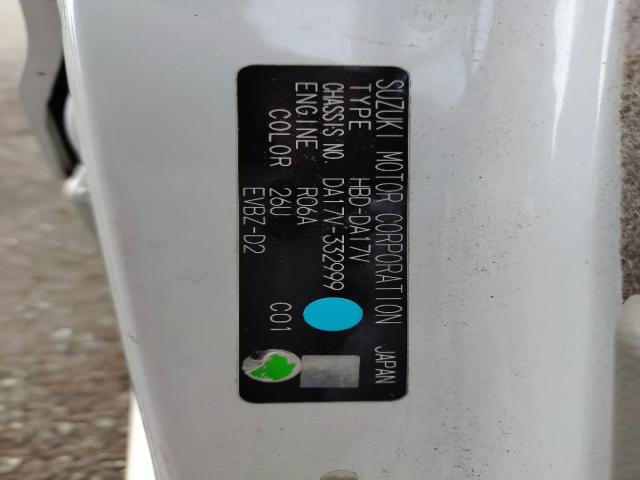 SUZUKI MOTOR CORPORATION JAPAN
TYPE HBD-DA17V
CHASSIS NO. DA17V-332999
ENGINE R06A
COLOR 26U C01
EVBZ-D2